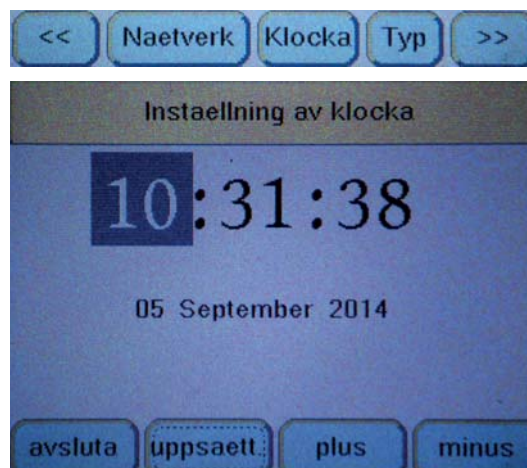 << Naetverk Klocka Typ >>
Instaellning av klocka
10:31:38
05 September 2014
avsluta uppsaett. plus minus